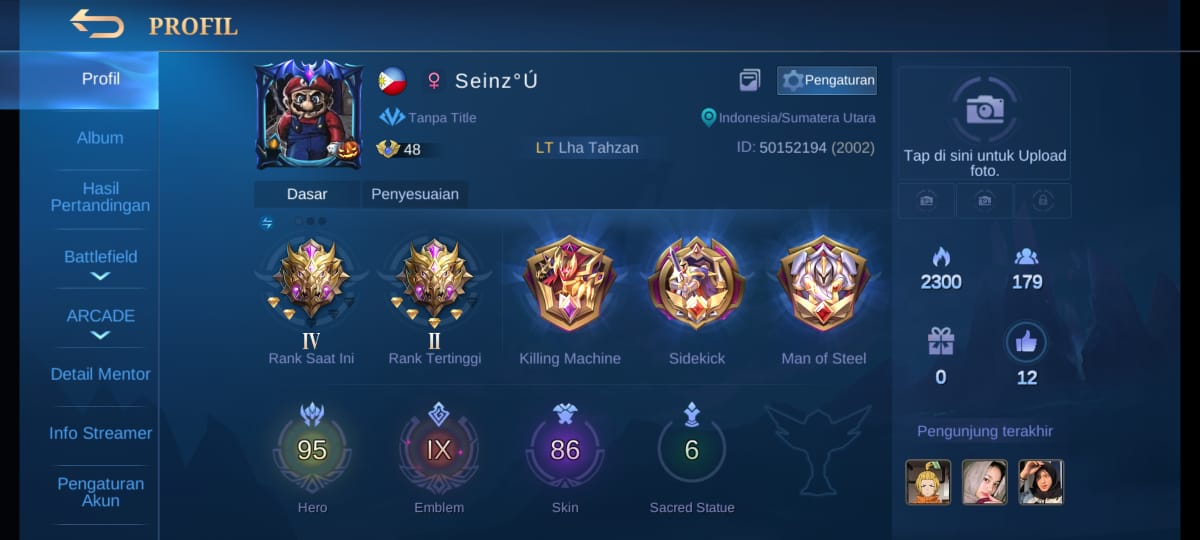 PROFIL
Profil
Album
Hasil
Pertandingan
Battlefield
ARCADE
Detail Mentor
Info Streamer
Pengaturan
Akun
Seinz°Ú
Pengaturan
Tanpa Title
Indonesia/Sumatera Utara
48
LT Lha Tahzan
ID: 50152194 (2002)
Dasar
Penyesuaian
IV
Rank Saat Ini
II
Rank Tertinggi
Killing Machine
Sidekick
Man of Steel
95
Hero
IX
Emblem
86
Skin
6
Sacred Statue
Tap di sini untuk Upload
foto.
2300
179
0
12
Pengunjung terakhir